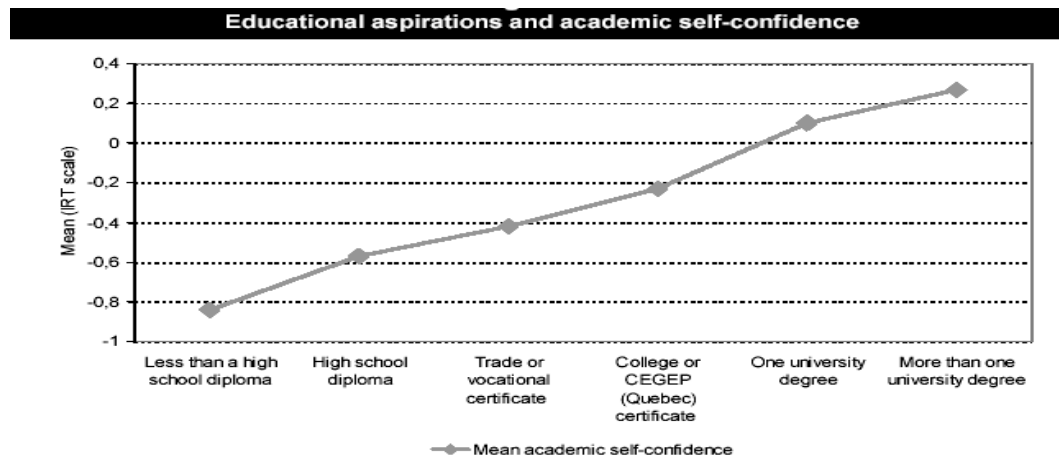 Educational aspirations and academic self-confidence
0,4
0,2
0
-0,2
-0,4
-0,6
-0,8
-1
Mean (IRT scale)
Less than a high
school diploma
High school
diploma
Trade or
vocational
certificate
College or
CEGEP
(Quebec)
certificate
One university
degree
More than one
university degree
Mean academic self-confidence